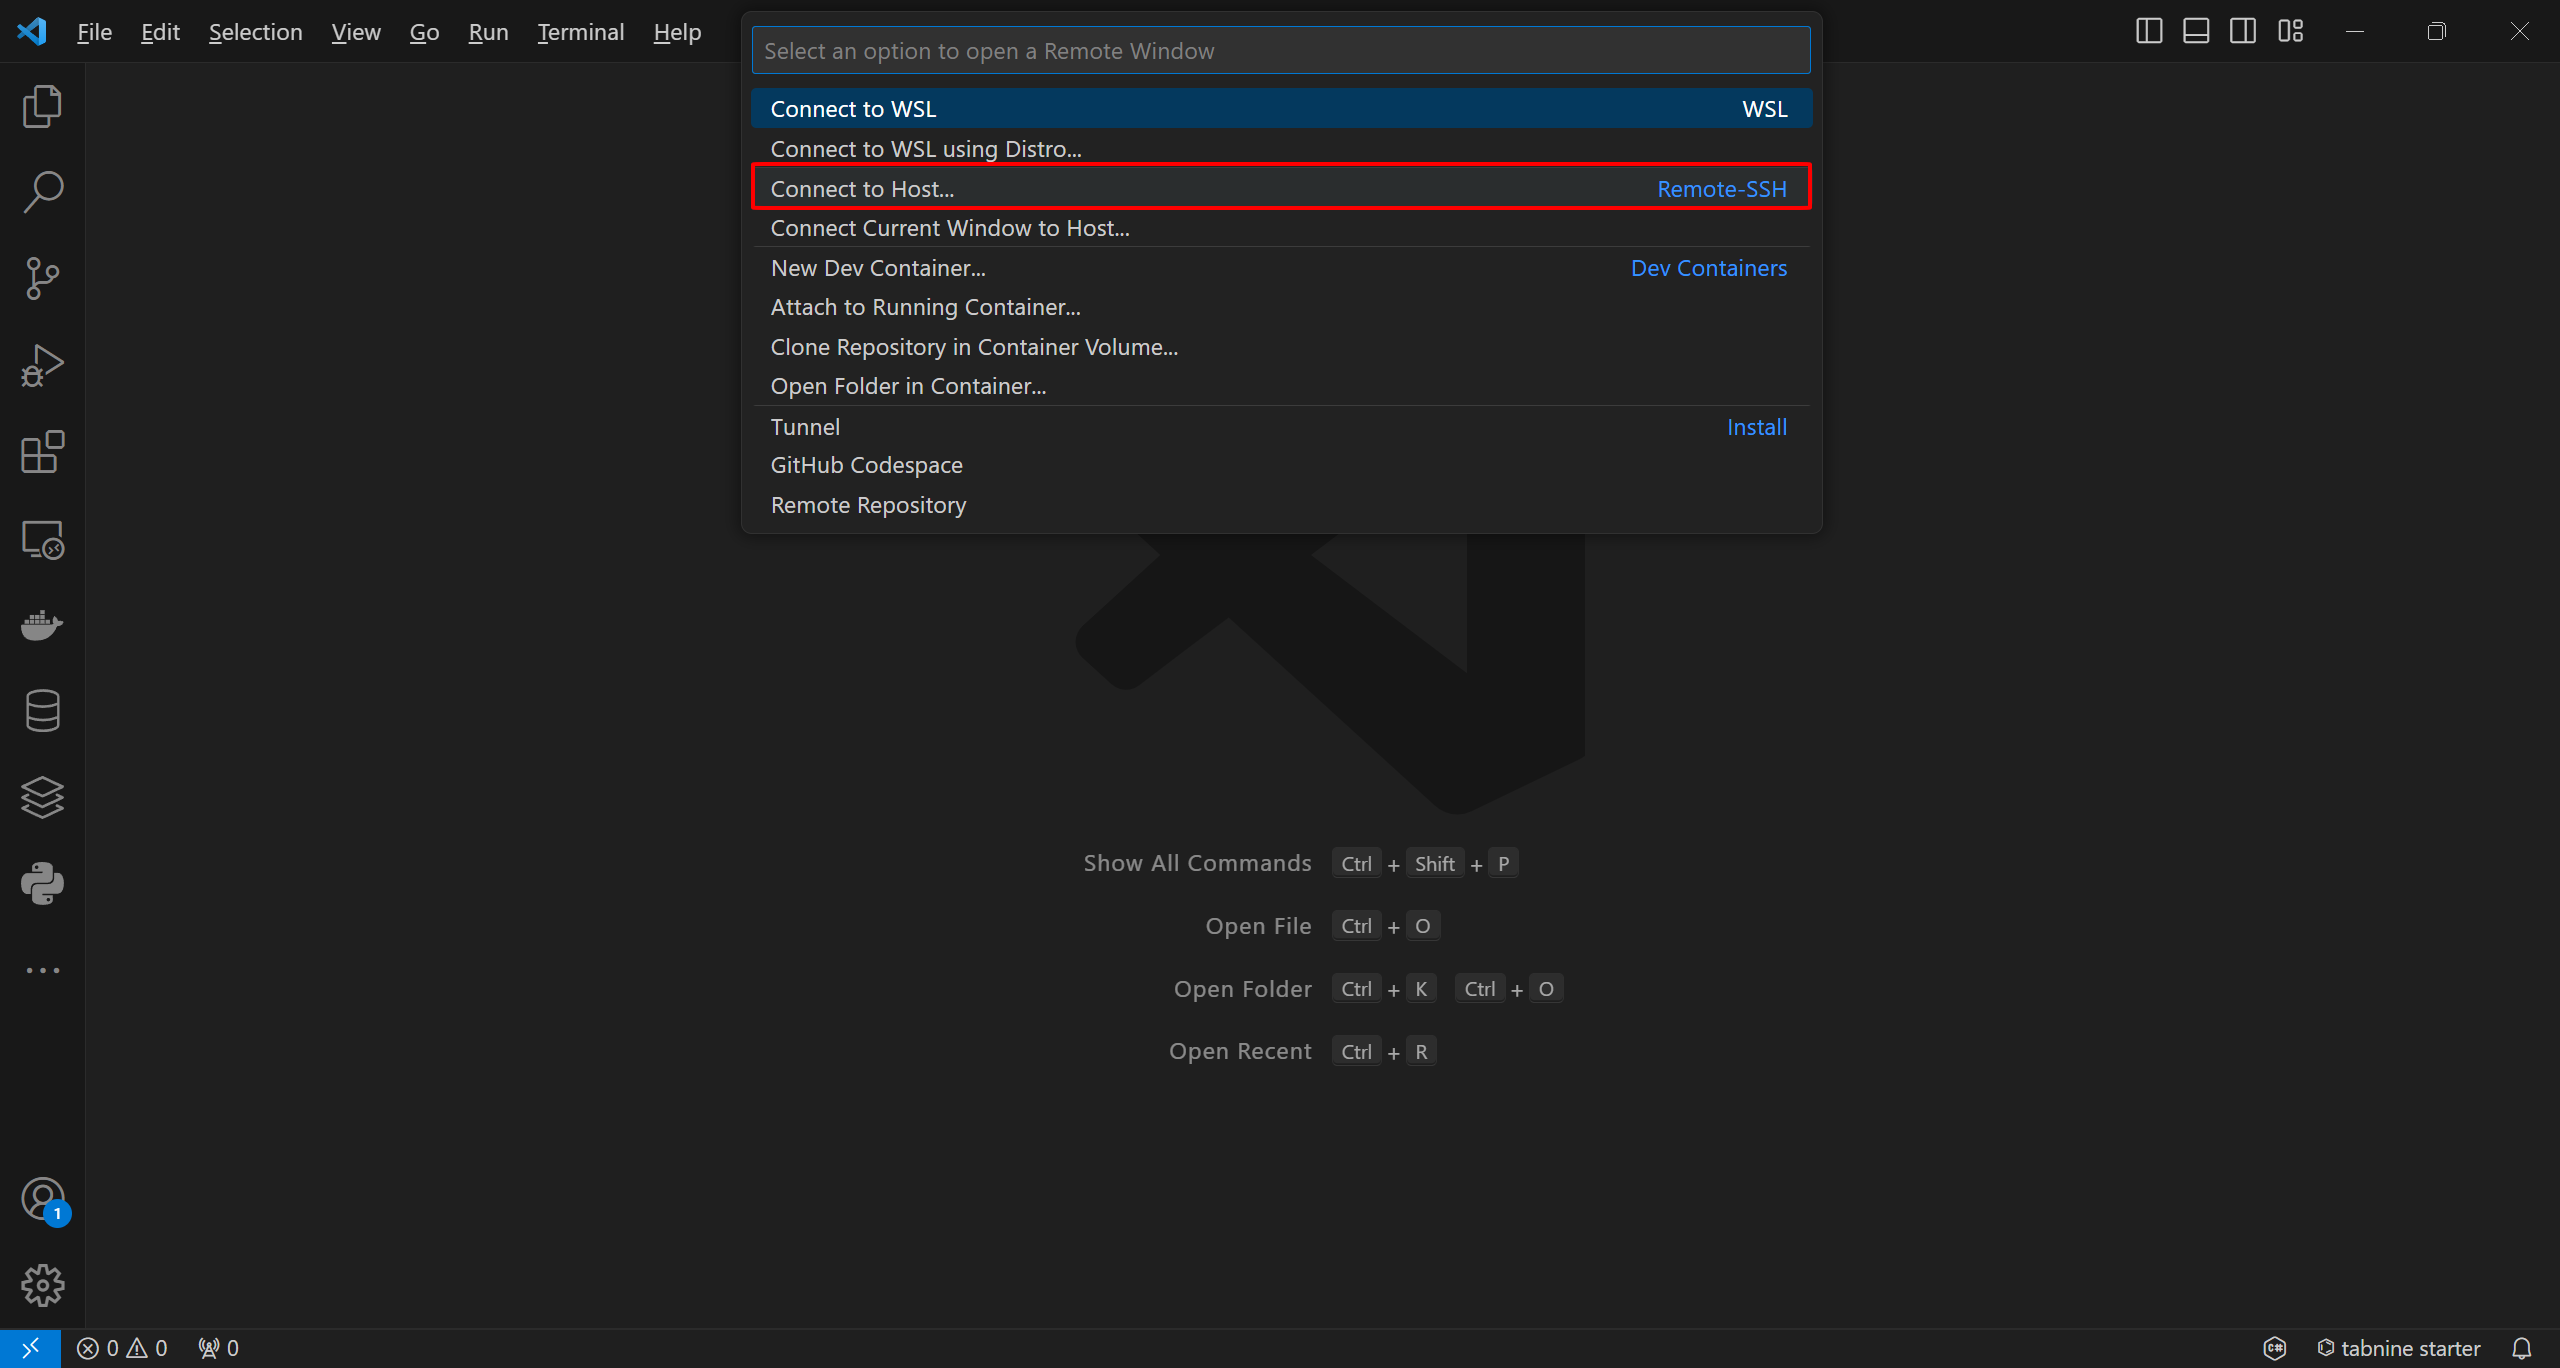 File Edit Selection View Go Run Terminal Help
Select an option to open a Remote Window
Connect to WSL WSL
Connect to WSL using Distro...
Connect to Host... Remote-SSH
Connect Current Window to Host...
New Dev Container... Dev Containers
Attach to Running Container...
Clone Repository in Container Volume...
Open Folder in Container...
Tunnel Install
GitHub Codespace
Remote Repository
Show All Commands Ctrl + Shift + P
Open File Ctrl + O
Open Folder Ctrl + K Ctrl + O
Open Recent Ctrl + R
1
0 0 0 C# tabnine starter